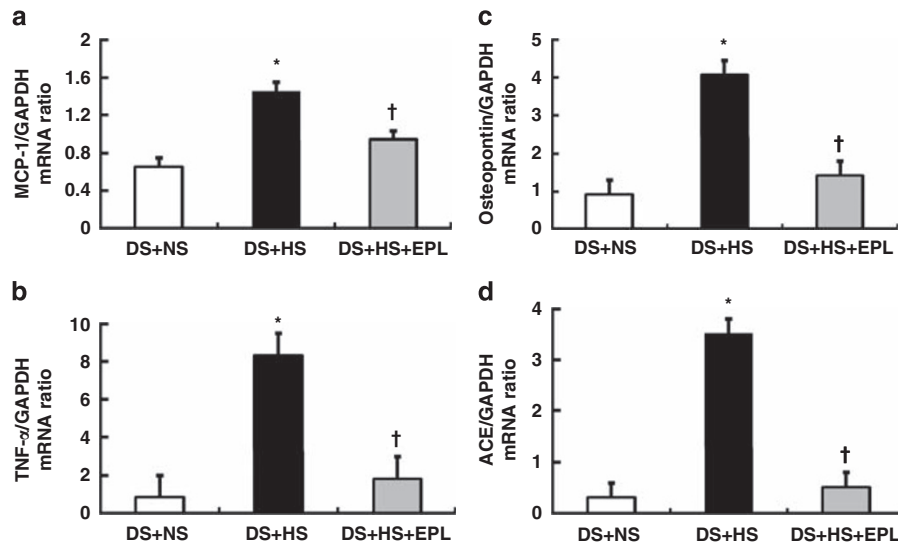 a
MCP-1/GAPDH
mRNA ratio
2
1.6
1.2
0.8
0.4
0
*
†
DS+NS DS+HS DS+HS+EPL
b
TNF-α/GAPDH
mRNA ratio
10
8
6
4
2
0
*
†
DS+NS DS+HS DS+HS+EPL
c
Osteopontin/GAPDH
mRNA ratio
5
4
3
2
1
0
*
†
DS+NS DS+HS DS+HS+EPL
d
ACE/GAPDH
mRNA ratio
4
3
2
1
0
*
†
DS+NS DS+HS DS+HS+EPL